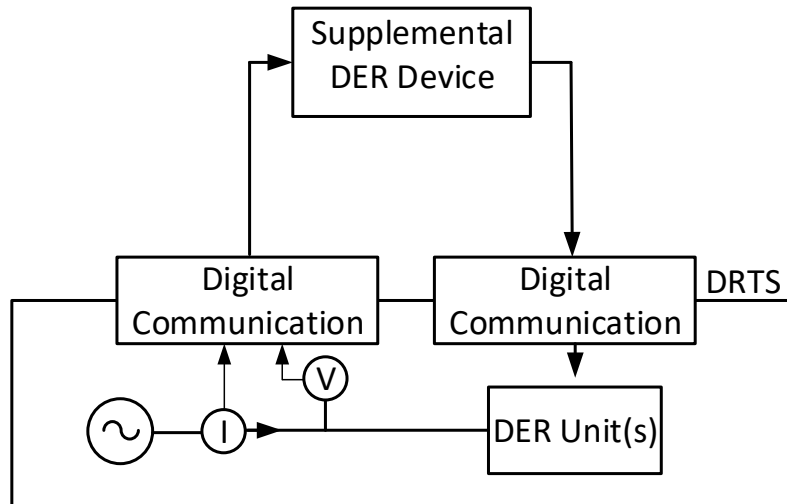 Supplemental
DER Device
Digital
Communication
Digital
Communication
DRTS
V
I
DER Unit(s)